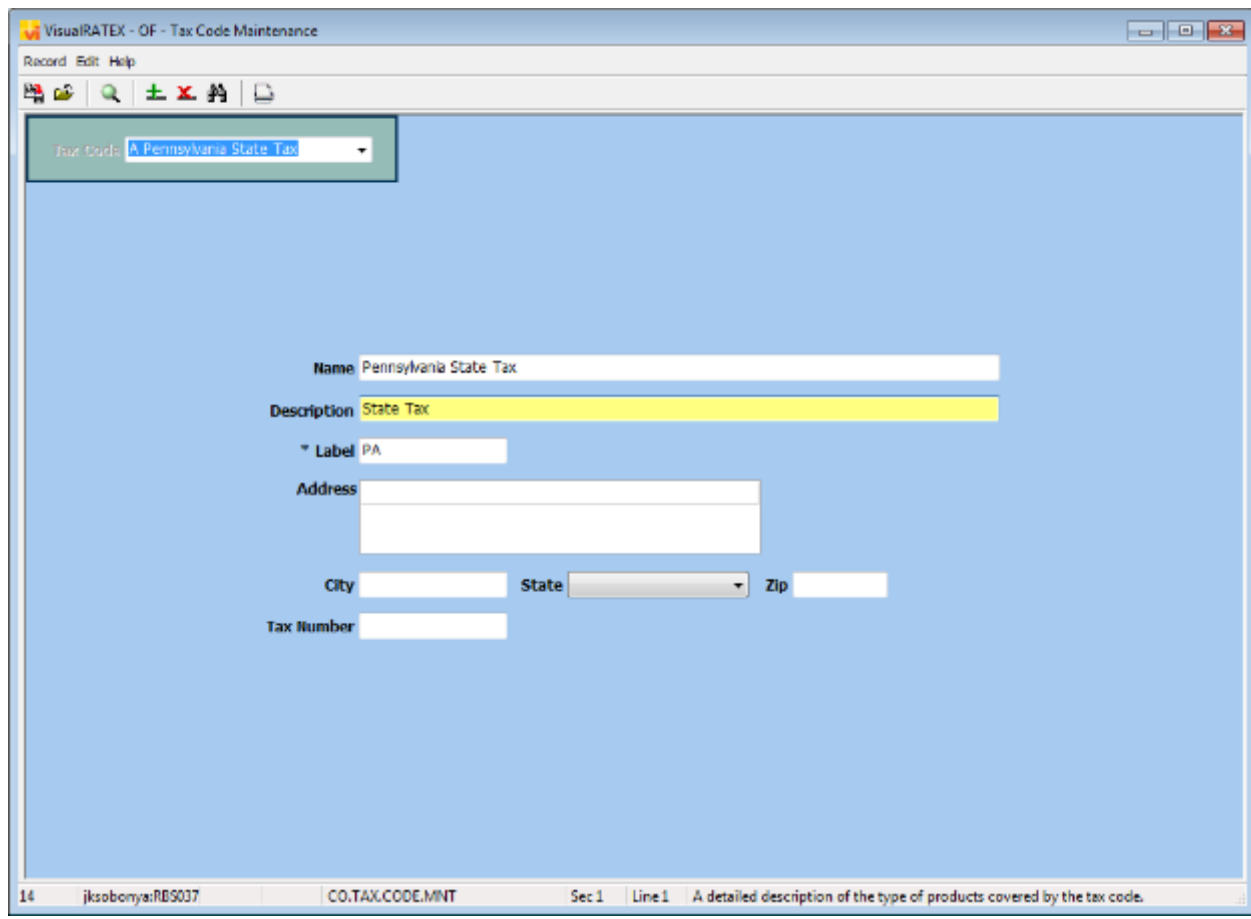 VisualRATEX - OF - Tax Code Maintenance
Record Edit Help
Tax Code A Pennsylvania State Tax
Name Pennsylvania State Tax
Description State Tax
* Label PA
Address
City State Zip
Tax Number
14 jksobonya:RBS037 CO.TAX.CODE.MNT Sec 1 Line 1 A detailed description of the type of products covered by the tax code.